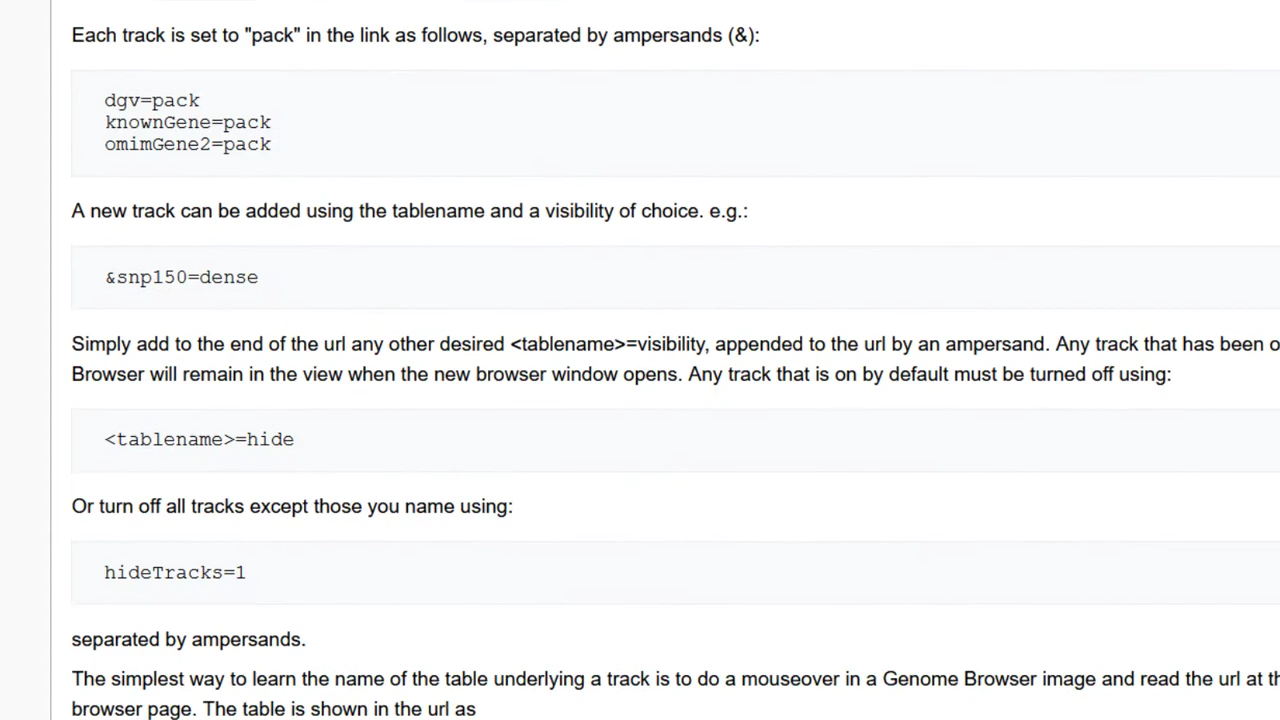 Each track is set to "pack" in the link as follows, separated by ampersands (&):
dgv=pack
knownGene=pack
omimGene2=pack
A new track can be added using the tablename and a visibility of choice. e.g.:
&snp150=dense
Simply add to the end of the url any other desired <tablename>=visibility, appended to the url by an ampersand. Any track that has been
Browser will remain in the view when the new browser window opens. Any track that is on by default must be turned off using:
<tablename>=hide
Or turn off all tracks except those you name using:
hideTracks=1
separated by ampersands.
The simplest way to learn the name of the table underlying a track is to do a mouseover in a Genome Browser image and read the url at
browser page. The table is shown in the url as